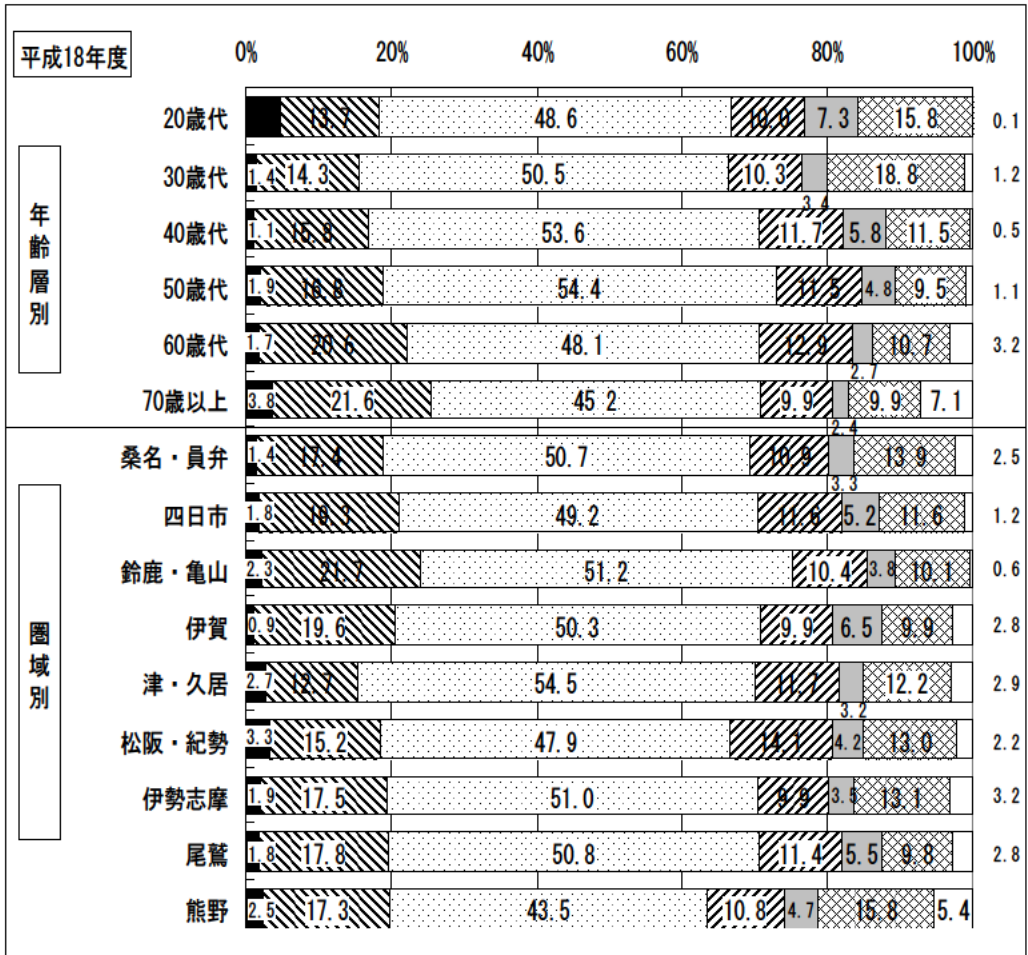 平成18年度
0% 20% 40% 60% 80% 100%
年齢層別
20歳代 13.7 48.6 10.0 7.3 15.8 0.1
30歳代 1.4 14.3 50.5 10.3 3.4 18.8 1.2
40歳代 1.1 15.8 53.6 11.7 5.8 11.5 0.5
50歳代 1.9 16.8 54.4 11.5 4.8 9.5 1.1
60歳代 1.7 20.6 48.1 12.9 2.7 10.7 3.2
70歳以上 3.8 21.6 45 2 9.9 2.4 9.9 7.1
圏域別
桑名・員弁 1.4 17.4 50.7 10.9 3.3 13.9 2.5
四日市 1.8 19.3 49.2 11.6 5.2 11.6 1.2
鈴鹿・亀山 2.3 21.7 51.2 10.4 3.8 10.1 0.6
伊賀 0.9 19.6 50.3 9.9 6.5 9.9 2.8
津・久居 2.7 12.7 54.5 11.7 3.2 12.2 2.9
松阪・紀勢 3.3 15.2 47.9 14.1 4.2 13.0 2.2
伊勢志摩 1.9 17.5 51.0 9.9 3.5 13.1 3.2
尾鷲 1.8 17.8 50.8 11.4 5.5 9.8 2.8
熊野 2.5 17.3 43.5 10.8 4.7 15.8 5.4